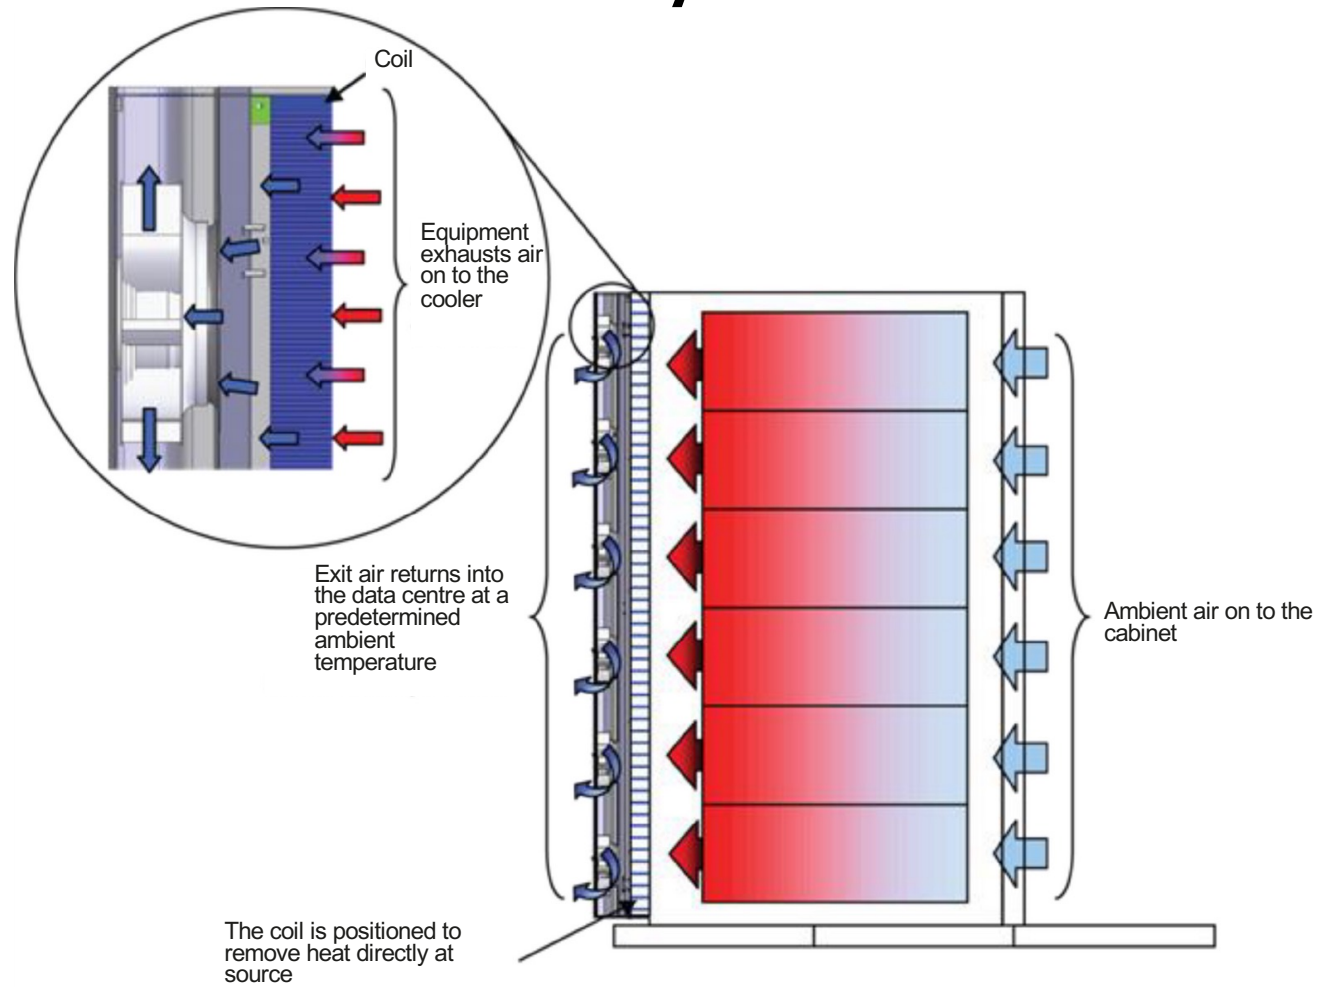 Coil
Equipment
exhausts air
on to the
cooler
Exit air returns into
the data centre at a
predetermined
ambient
temperature
Ambient air on to the
cabinet
The coil is positioned to
remove heat directly at
source